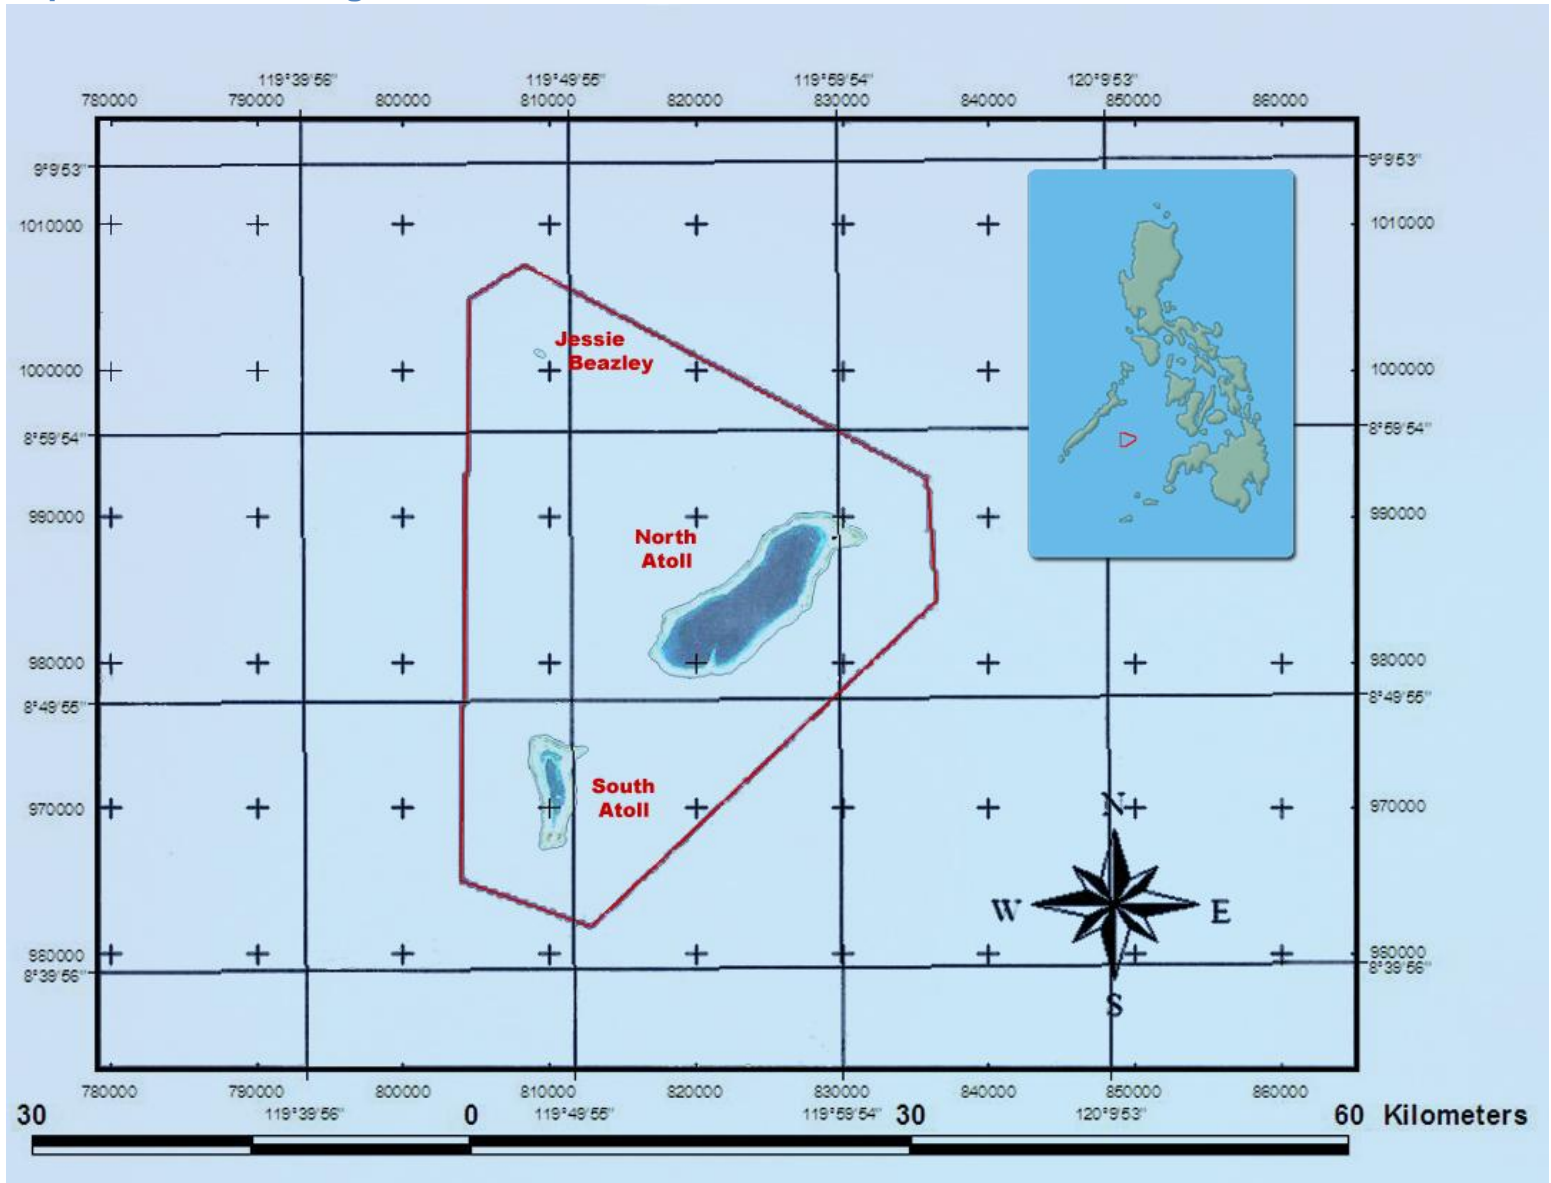 119°39'56" 119°49'55" 119°59'54" 120°9'53"
780000 790000 800000 810000 820000 830000 840000 850000 860000
9°9'53" 9°9'53"
1010000 1010000
Jessie
Beazley
1000000 1000000
8°59'54" 8°59'54"
990000 990000
North
Atoll
980000 980000
8°49'55" 8°49'55"
South
Atoll
970000 970000
N
W E
960000 960000
8°39'56" 8°39'56"
S
780000 790000 800000 810000 820000 830000 840000 850000 860000
119°39'56" 119°49'55" 119°59'54" 120°9'53"
30 0 30 60 Kilometers